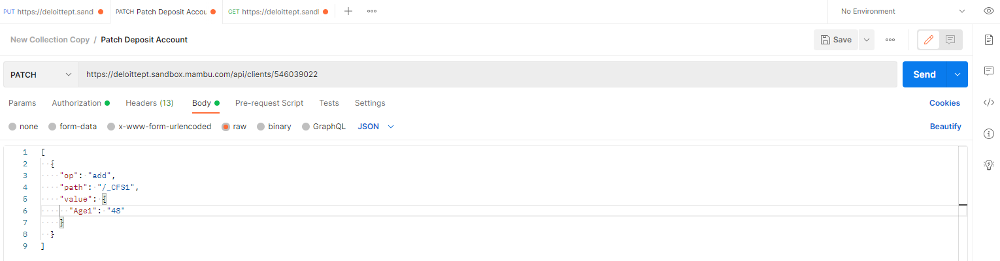 PUT https://deloittept.sand
PATCH Patch Deposit Accou
GET https://deloittept.sand
No Environment
New Collection Copy / Patch Deposit Account
Save
PATCH
https://deloittept.sandbox.mambu.com/api/clients/546039022
Send
Params
Authorization
Headers (13)
Body
Pre-request Script
Tests
Settings
Cookies
none
form-data
x-www-form-urlencoded
raw
binary
GraphQL
JSON
Beautify
1 [
2 {
3 "op": "add",
4 "path": "/_CFS1",
5 "value": {
6 "Age1": "48"
7 }
8 }
9 ]